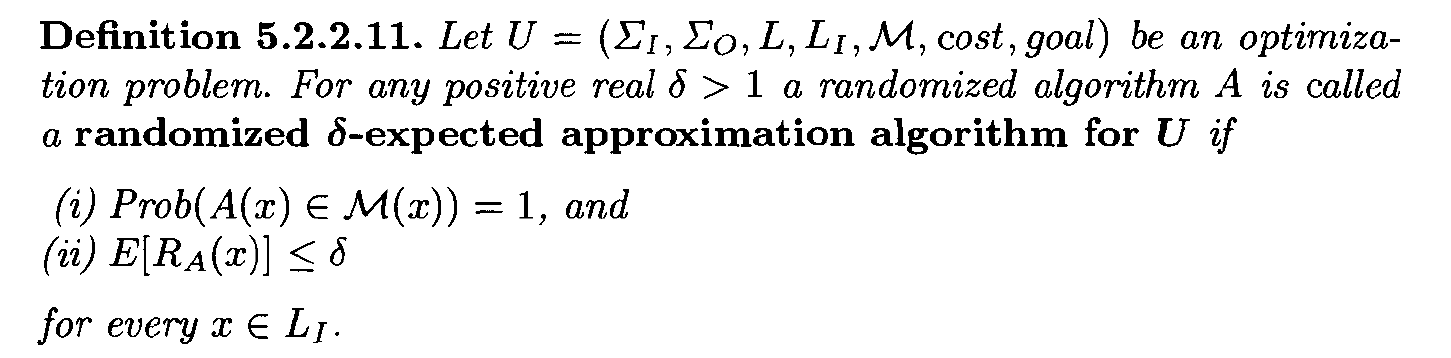 Definition 5.2.2.11. Let U = (Σ_I, Σ_O, L, L_I, ℳ, cost, goal) be an optimiza-
tion problem. For any positive real δ > 1 a randomized algorithm A is called
a randomized δ-expected approximation algorithm for U if
(i) Prob(A(x) ∈ ℳ(x)) = 1, and
(ii) E[R_A(x)] ≤ δ
for every x ∈ L_I.